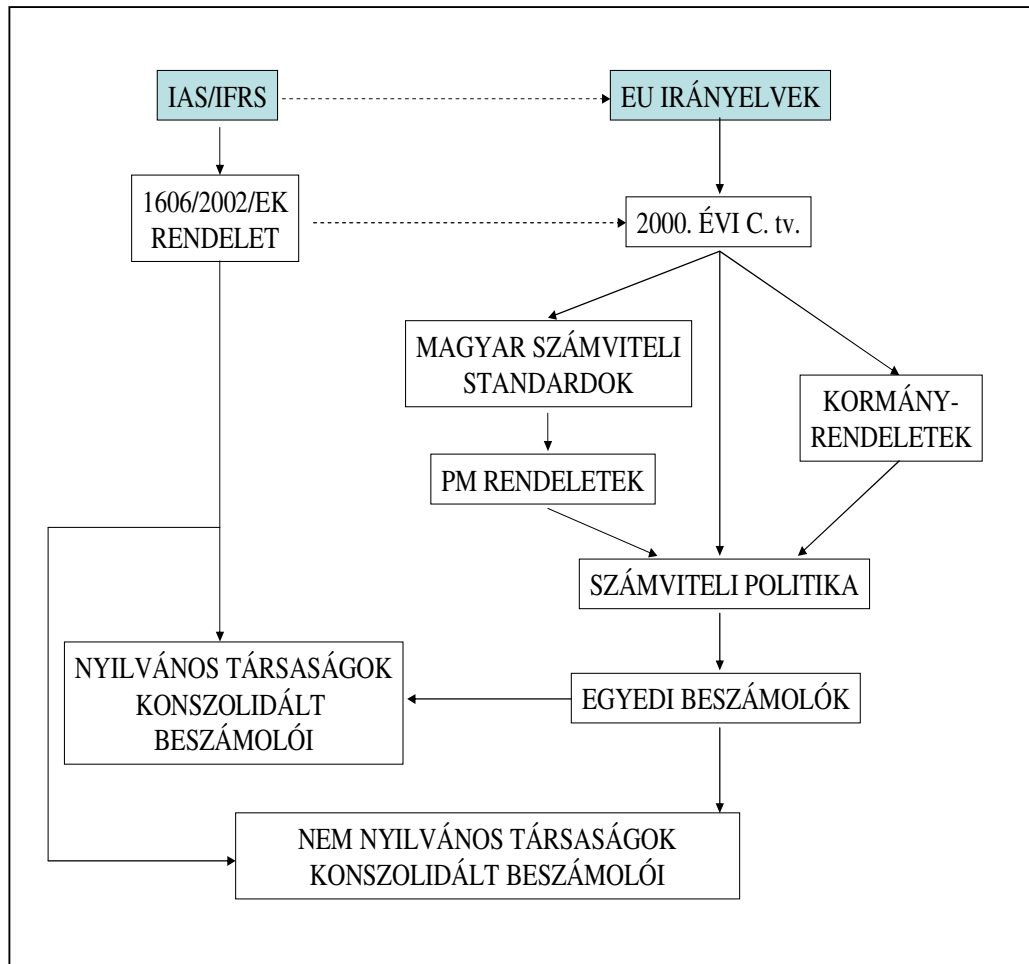 IAS/IFRS
EU IRÁNYELVEK
1606/2002/EK
RENDELET
2000. ÉVI C. tv.
MAGYAR SZÁMVITELI
STANDARDOK
KORMÁNY-
RENDELETEK
PM RENDELETEK
SZÁMVITELI POLITIKA
NYILVÁNOS TÁRSASÁGOK
KONSZOLIDÁLT
BESZÁMOLÓI
EGYEDI BESZÁMOLÓK
NEM NYILVÁNOS TÁRSASÁGOK
KONSZOLIDÁLT BESZÁMOLÓI